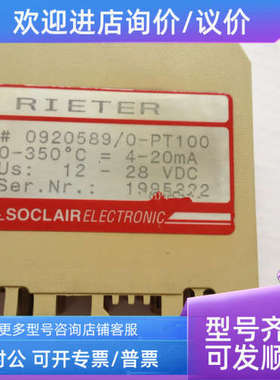 欢迎进店询价/议价
RIETER
# 0920589/0-PT100
0-350°C = 4-20mA
Us: 12 - 28 VDC
Ser.Nr.: 1995322
SOCLAIR ELECTRONIC
更多型号咨询店铺客服
对公 可开专票/普票
型号齐
可发顺